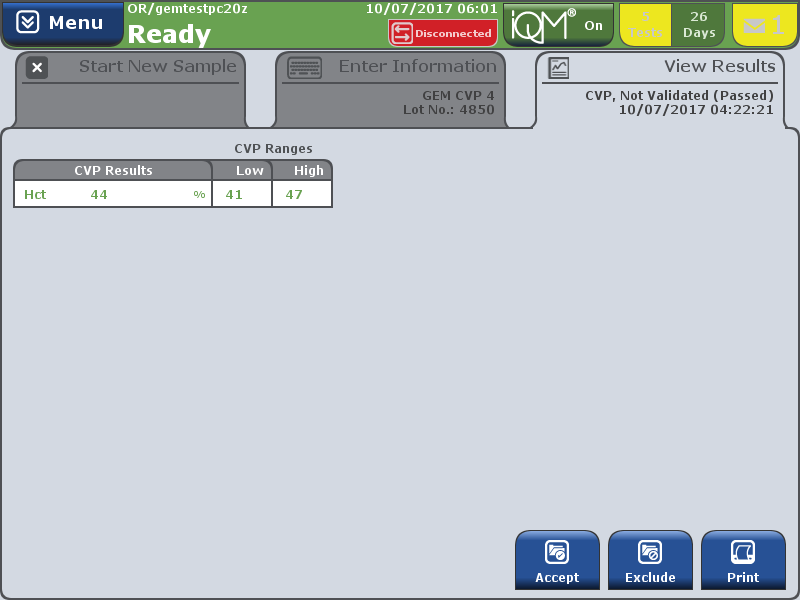 Menu
OR/gemtestpc20z
Ready
10/07/2017 06:01
Disconnected
iQM® On
5 Tests
26 Days
1
Start New Sample
Enter Information
GEM CVP 4
Lot No.: 4850
View Results
CVP, Not Validated (Passed)
10/07/2017 04:22:21
CVP Ranges
CVP Results Low High
Hct 44 % 41 47
Accept Exclude Print